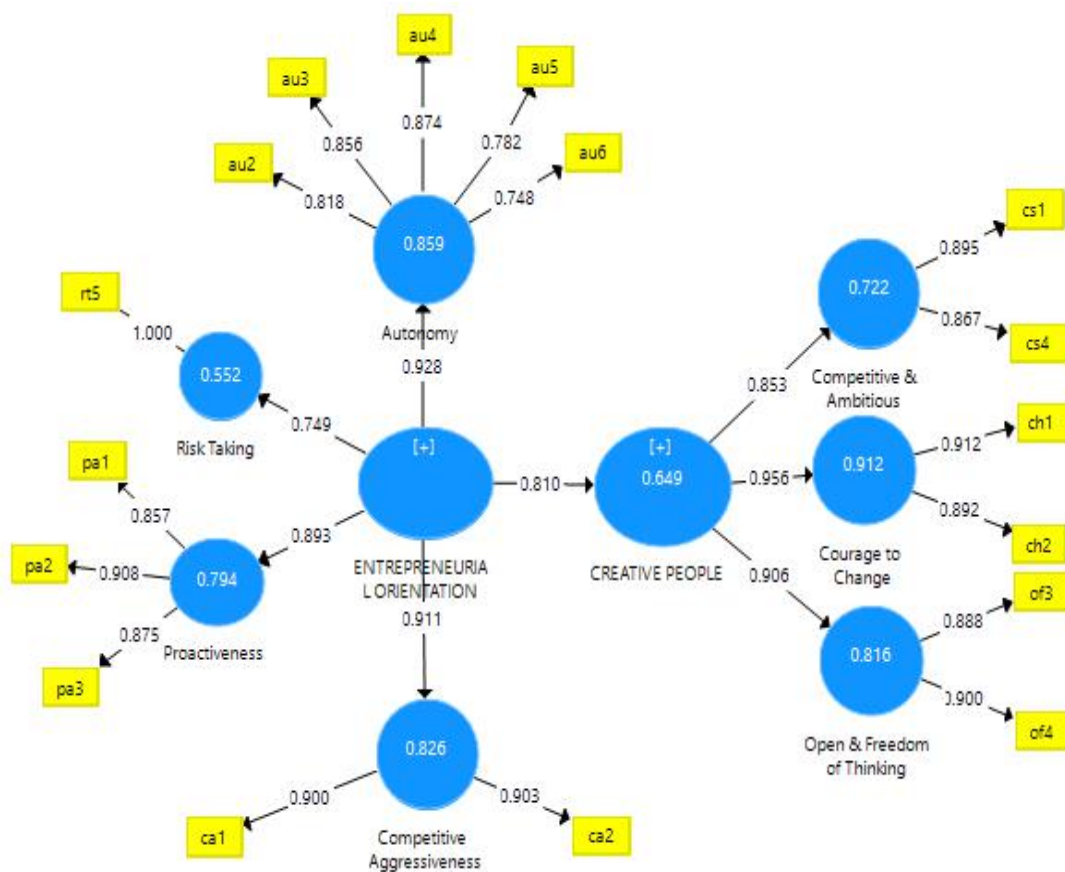 au4
au3
au5
au2
au6
0.856
0.874
0.782
0.818
0.748
0.859
Autonomy
0.928
rt5
1.000
0.552
Risk Taking
0.749
pa1
0.857
pa2
0.908
0.794
0.893
0.875
Proactiveness
pa3
[+]
ENTREPRENEURIA
L ORIENTATION
0.810
[+]
0.649
CREATIVE PEOPLE
0.911
0.826
0.900
0.903
ca1
ca2
Competitive
Aggressiveness
cs1
0.895
0.722
0.867
cs4
0.853
Competitive &
Ambitious
ch1
0.912
0.956
0.912
0.892
ch2
Courage to
Change
0.906
of3
0.888
0.816
0.900
of4
Open & Freedom
of Thinking